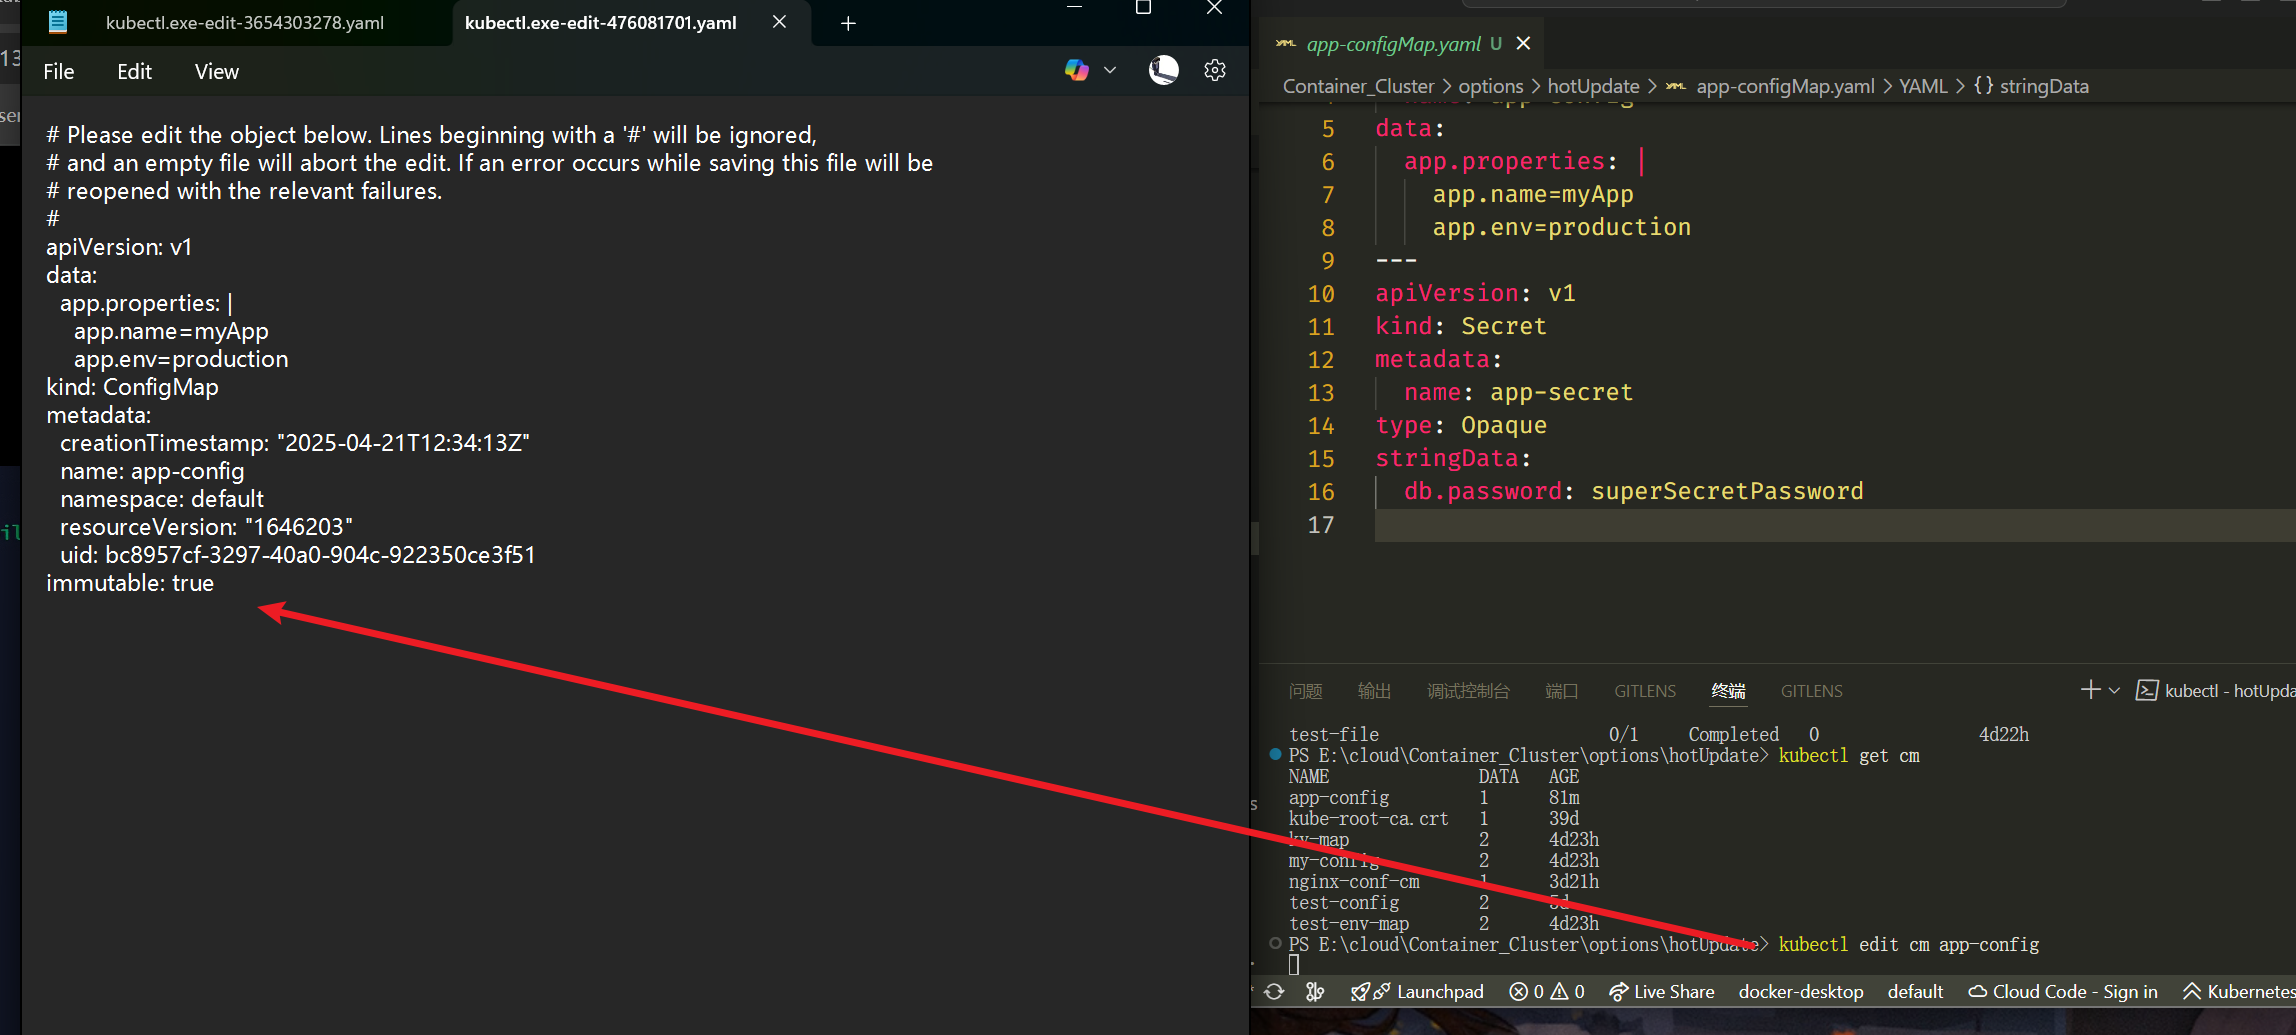 kubectl.exe-edit-3654303278.yaml
kubectl.exe-edit-476081701.yaml
File Edit View
# Please edit the object below. Lines beginning with a '#' will be ignored,
# and an empty file will abort the edit. If an error occurs while saving this file will be
# reopened with the relevant failures.
#
apiVersion: v1
data:
  app.properties: |
    app.name=myApp
    app.env=production
kind: ConfigMap
metadata:
  creationTimestamp: "2025-04-21T12:34:13Z"
  name: app-config
  namespace: default
  resourceVersion: "1646203"
  uid: bc8957cf-3297-40a0-904c-922350ce3f51
immutable: true
app-configMap.yaml U
Container_Cluster > options > hotUpdate > app-configMap.yaml > YAML > {} stringData
5 data:
6   app.properties: |
7     app.name=myApp
8     app.env=production
9 ---
10 apiVersion: v1
11 kind: Secret
12 metadata:
13   name: app-secret
14 type: Opaque
15 stringData:
16   db.password: superSecretPassword
17
问题 输出 调试控制台 端口 GITLENS 终端 GITLENS
kubectl - hotUpda
test-file 0/1 Completed 0 4d22h
PS E:\cloud\Container_Cluster\options\hotUpdate> kubectl get cm
NAME DATA AGE
app-config 1 81m
kube-root-ca.crt 1 39d
kv-map 2 4d23h
my-config 2 4d23h
nginx-conf-cm 1 3d21h
test-config 2 5d
test-env-map 2 4d23h
PS E:\cloud\Container_Cluster\options\hotUpdate> kubectl edit cm app-config
Launchpad 0 0 Live Share docker-desktop default Cloud Code - Sign in Kubernetes